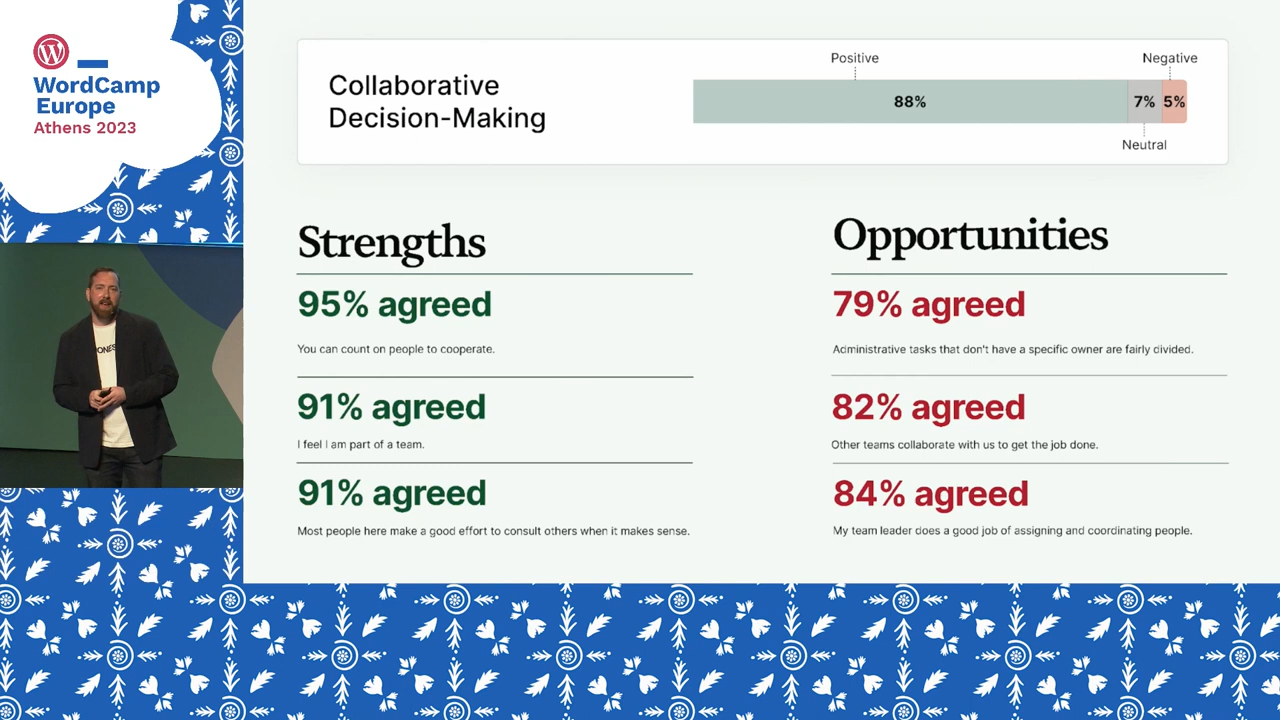 WordCamp
Europe
Athens 2023
Collaborative
Decision-Making
Positive
Negative
88%
7%
5%
Neutral
Strengths
95% agreed
You can count on people to cooperate.
91% agreed
I feel I am part of a team.
91% agreed
Most people here make a good effort to consult others when it makes sense.
Opportunities
79% agreed
Administrative tasks that don't have a specific owner are fairly divided.
82% agreed
Other teams collaborate with us to get the job done.
84% agreed
My team leader does a good job of assigning and coordinating people.